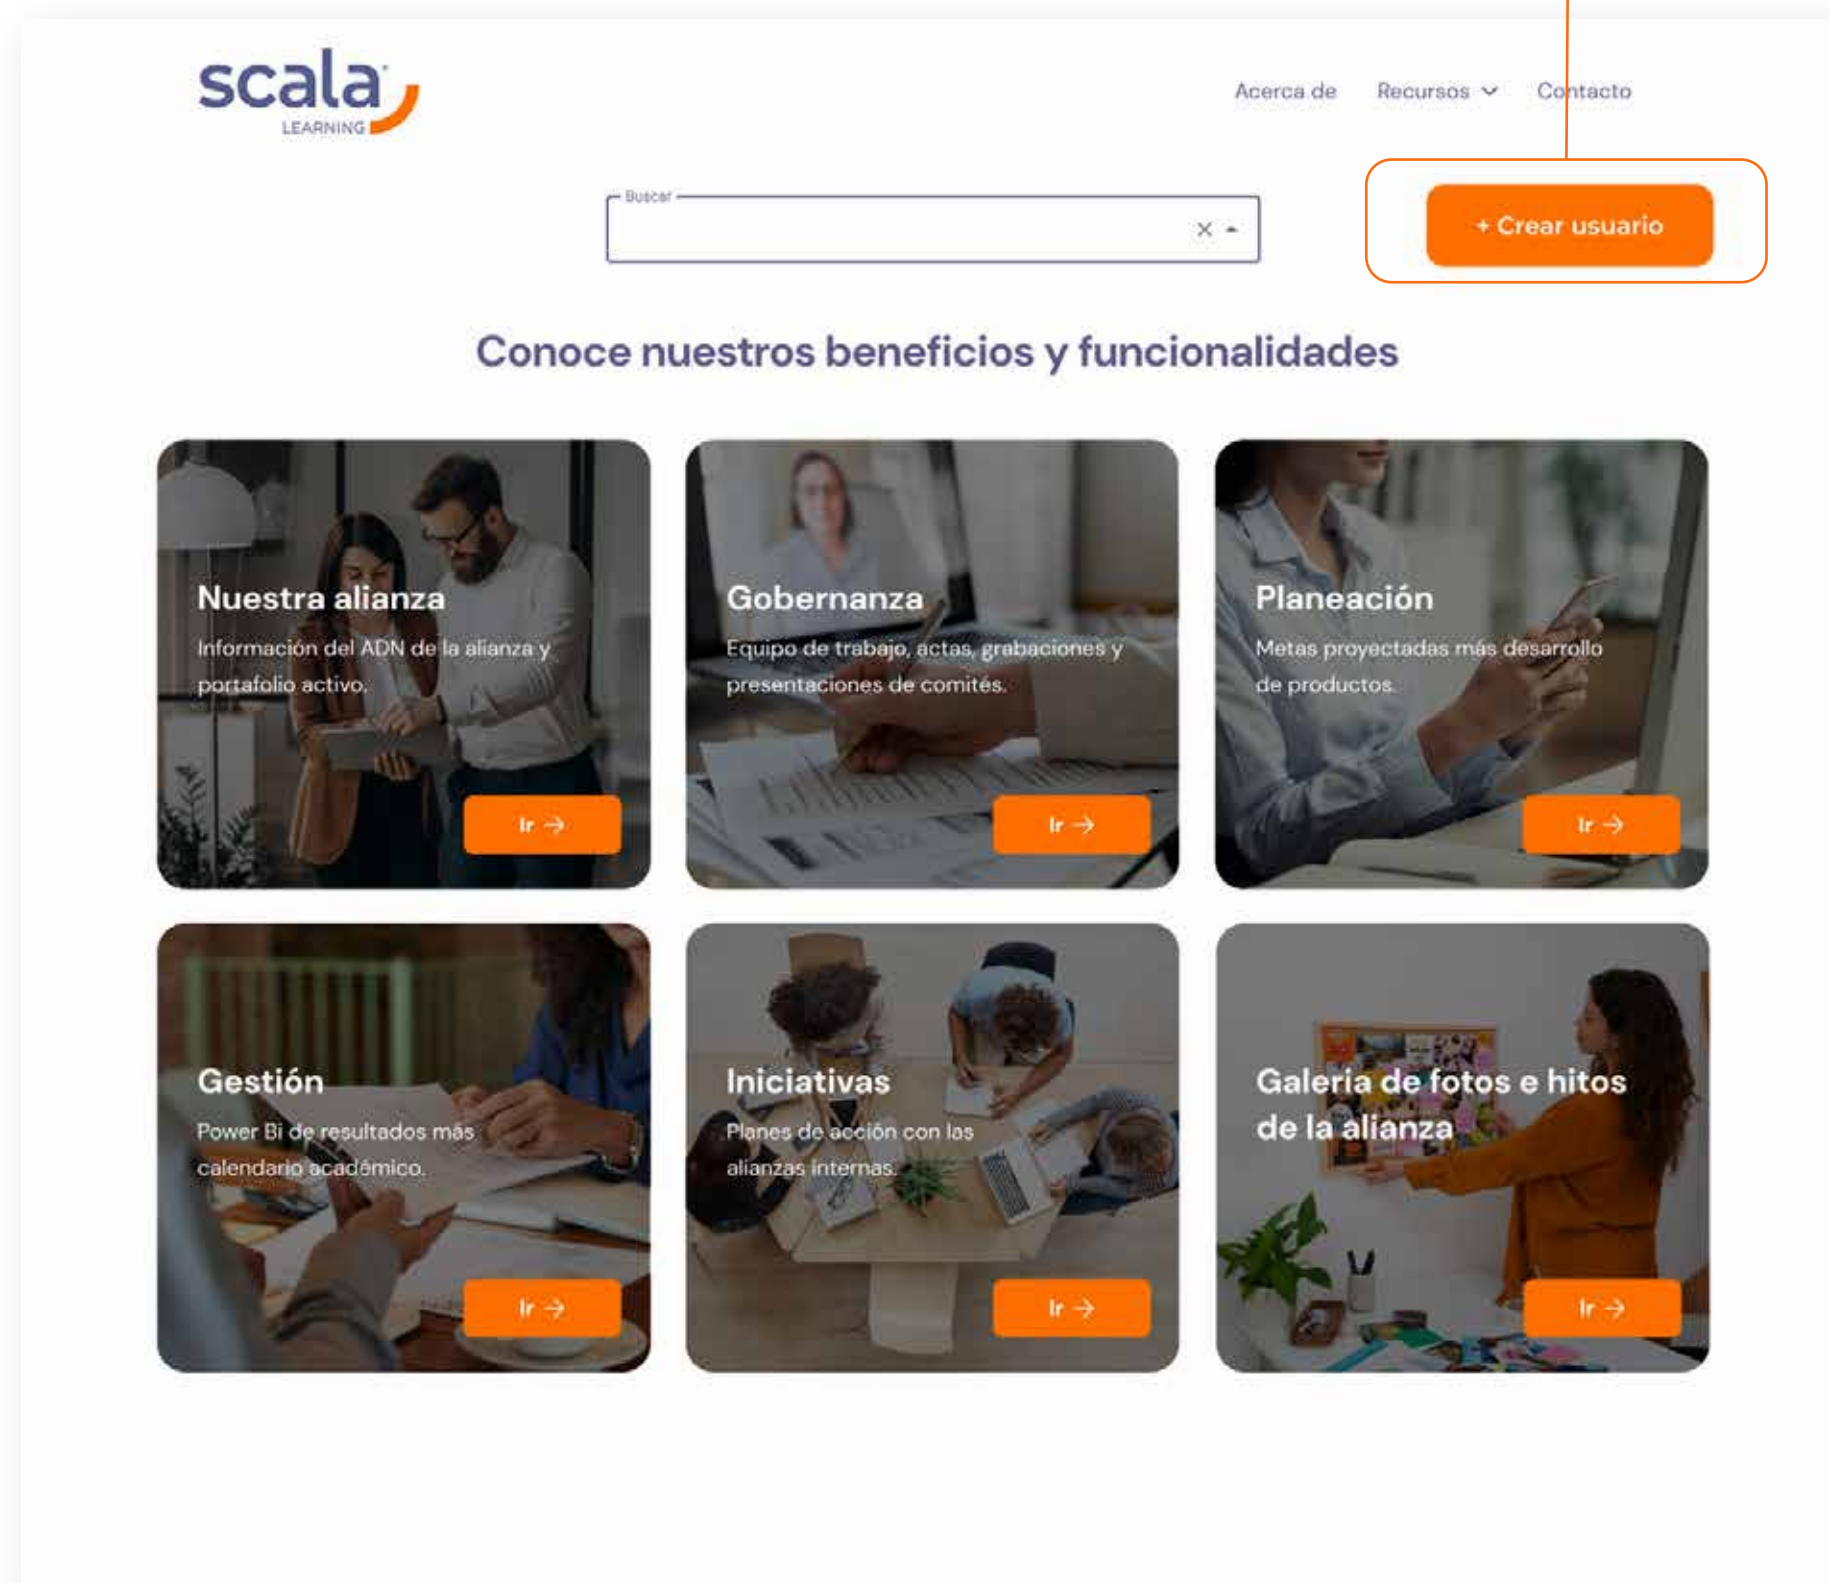 scala
LEARNING
Acerca de
Recursos
Contacto
Buscar
+ Crear usuario
Conoce nuestros beneficios y funcionalidades
Nuestra alianza
Información del ADN de la alianza y
portafolio activo.
Ir →
Gobernanza
Equipo de trabajo, actas, grabaciones y
presentaciones de comités.
Ir →
Planeación
Metas proyectadas más desarrollo
de productos.
Ir →
Gestión
Power Bi de resultados más
calendario académico.
Ir →
Iniciativas
Planes de acción con las
alianzas internas.
Ir →
Galeria de fotos e hitos
de la alianza
Ir →